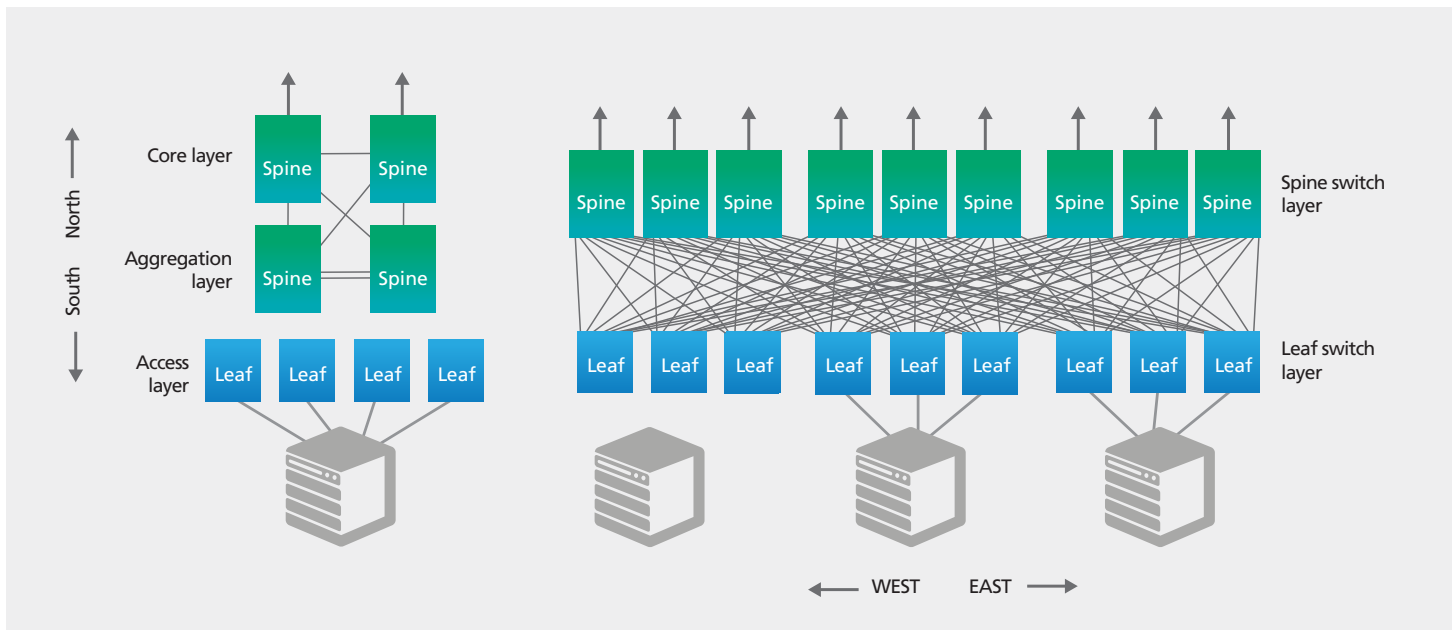 North
South
Core layer
Spine
Spine
Aggregation
layer
Spine
Spine
Access
layer
Leaf
Leaf
Leaf
Leaf
Spine
Spine
Spine
Spine
Spine
Spine
Spine
Spine
Spine
Spine switch
layer
Leaf
Leaf
Leaf
Leaf
Leaf
Leaf
Leaf
Leaf
Leaf
Leaf switch
layer
WEST
EAST